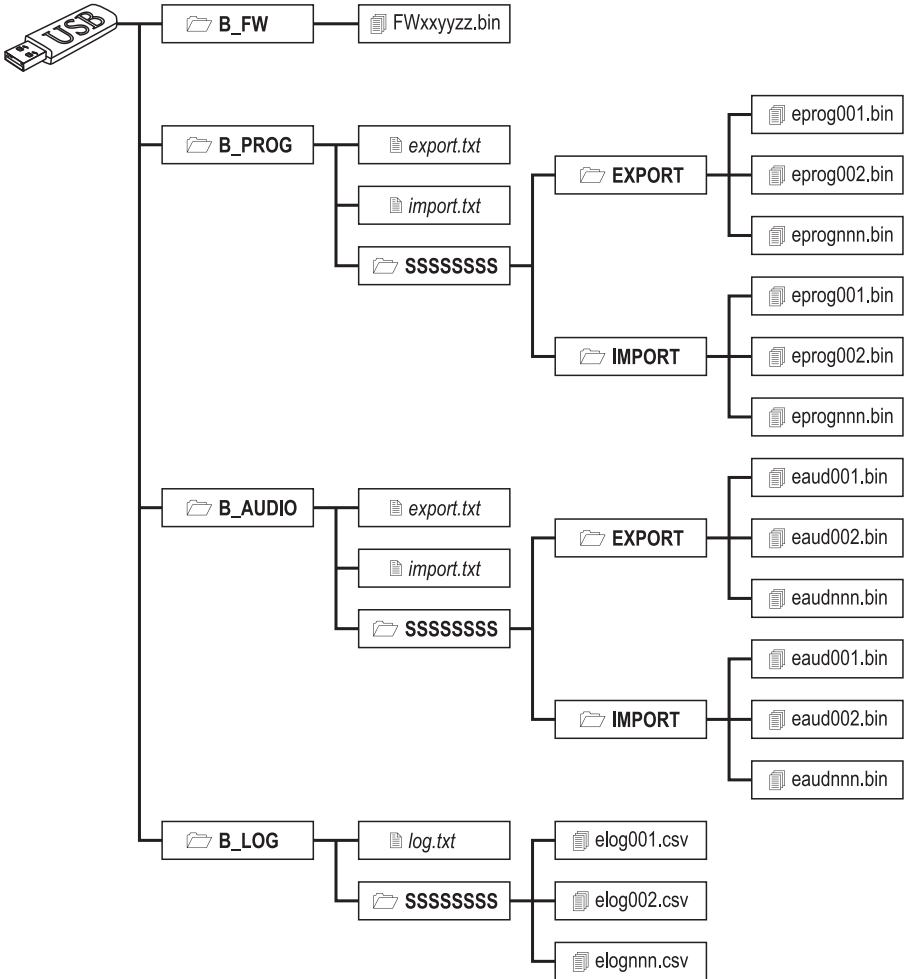 USB
B_FW
FWxxyyzz.bin
B_PROG
export.txt
import.txt
SSSSSSSS
EXPORT
eprog001.bin
eprog002.bin
eprognnn.bin
IMPORT
eprog001.bin
eprog002.bin
eprognnn.bin
B_AUDIO
export.txt
import.txt
SSSSSSSS
EXPORT
eaud001.bin
eaud002.bin
eaudnnn.bin
IMPORT
eaud001.bin
eaud002.bin
eaudnnn.bin
B_LOG
log.txt
SSSSSSSS
elog001.csv
elog002.csv
elognnn.csv